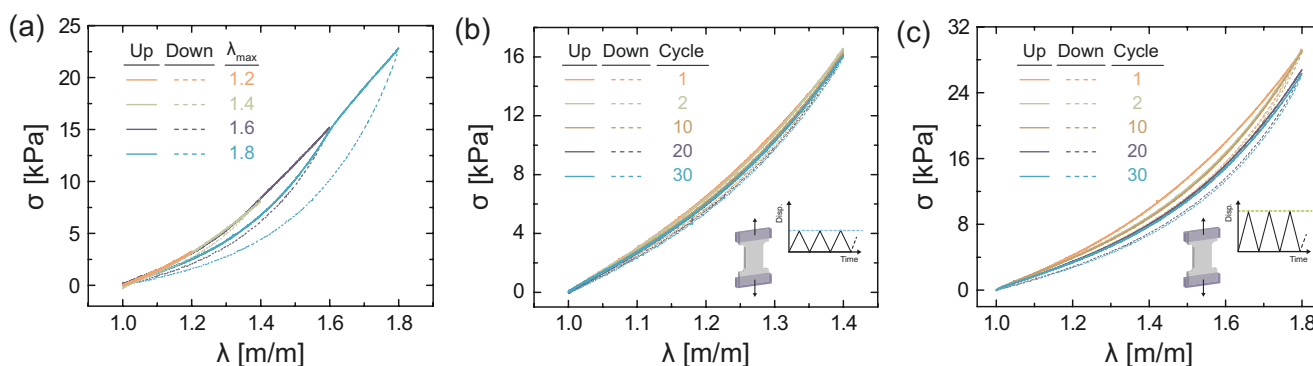 (a)
25
20
15
10
5
0
σ [kPa]
Up Down λmax
1.2
1.4
1.6
1.8
1.0 1.2 1.4 1.6 1.8
λ [m/m]
(b)
16
12
8
4
0
σ [kPa]
Up Down Cycle
1
2
10
20
30
Disp.
Time
1.0 1.1 1.2 1.3 1.4
λ [m/m]
(c)
32
24
16
8
0
σ [kPa]
Up Down Cycle
1
2
10
20
30
Disp.
Time
1.0 1.2 1.4 1.6 1.8
λ [m/m]